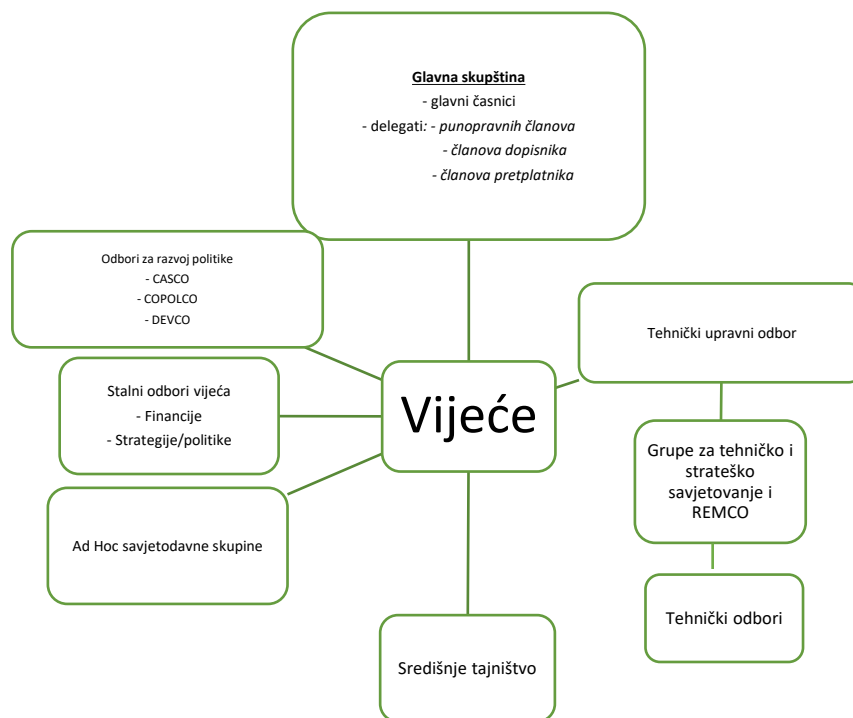 Glavna skupština
- glavni časnici
- delegati: - punopravnih članova
- članova dopisnika
- članova pretplatnika
Odbori za razvoj politike
- CASCO
- COPOLCO
- DEVCO
Tehnički upravni odbor
Stalni odbori vijeća
- Financije
- Strategije/politike
Vijeće
Grupe za tehničko i
strateško
savjetovanje i
REMCO
Ad Hoc savjetodavne skupine
Tehnički odbori
Središnje tajništvo